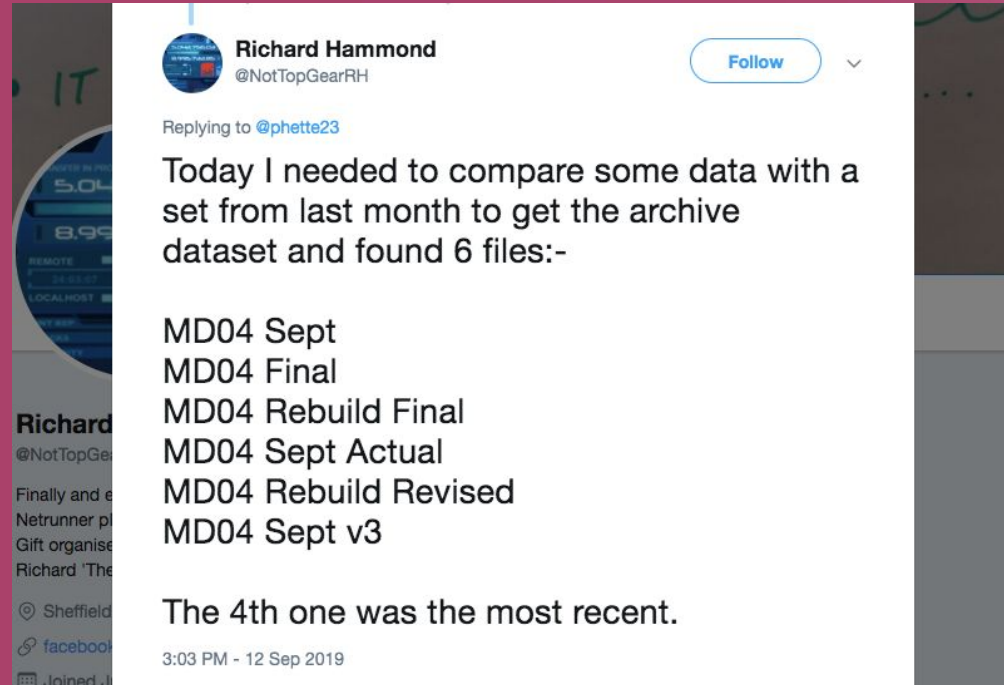 IT
...
Richard Hammond
@NotTopGearRH
Follow
Replying to @phette23
Today I needed to compare some data with a
set from last month to get the archive
dataset and found 6 files:-
MD04 Sept
MD04 Final
MD04 Rebuild Final
MD04 Sept Actual
MD04 Rebuild Revised
MD04 Sept v3
The 4th one was the most recent.
3:03 PM - 12 Sep 2019
5.04
8.99
REMOTE
LOCALHOST
Richard
@NotTopGea
Finally and e
Netrunner pl
Gift organise
Richard 'The
Sheffield
facebook
Joined J